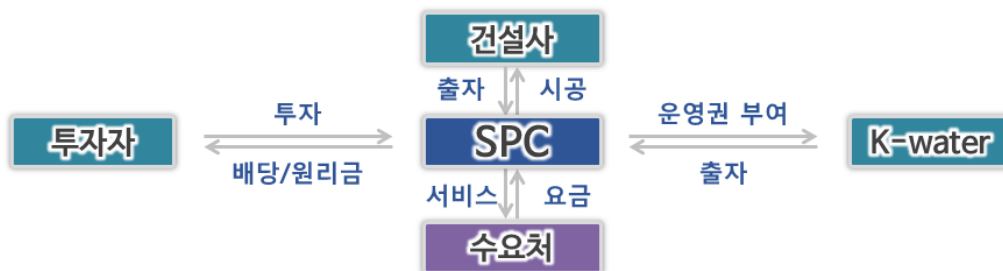 건설사
출자
시공
투자
운영권 부여
투자자
SPC
K-water
배당/원리금
출자
서비스
요금
수요처